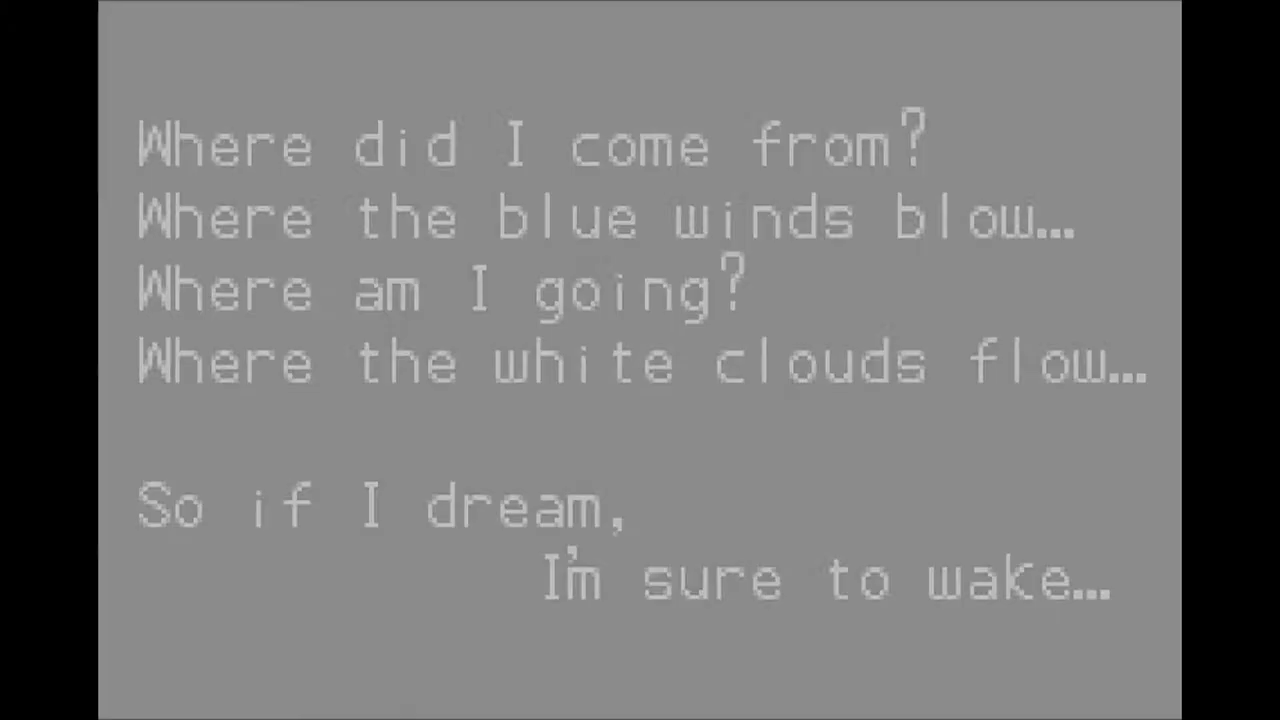 Where did I come from?
Where the blue winds blow…
Where am I going?
Where the white clouds flow…
So if I dream,
I'm sure to wake…